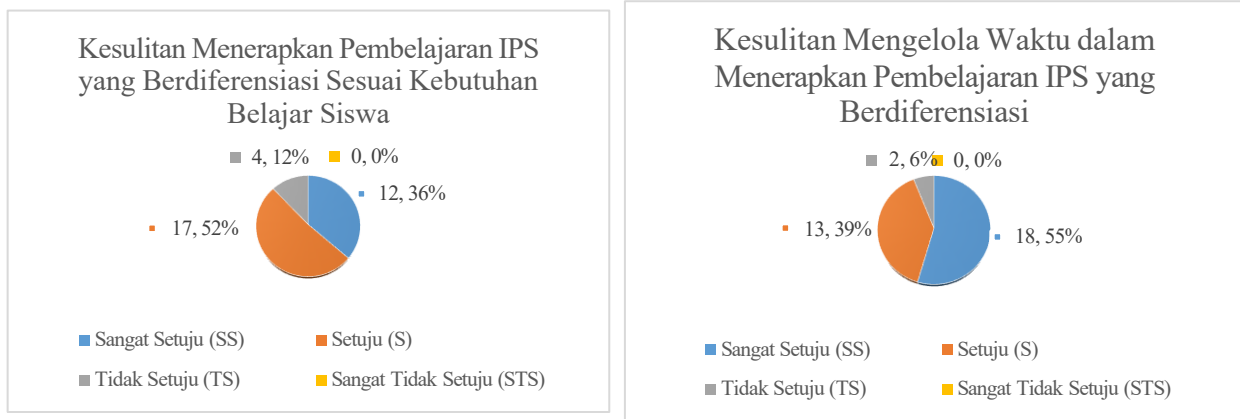 Kesulitan Menerapkan Pembelajaran IPS
yang Berdiferensiasi Sesuai Kebutuhan
Belajar Siswa
4, 12%
0, 0%
12, 36%
17, 52%
Sangat Setuju (SS)
Setuju (S)
Tidak Setuju (TS)
Sangat Tidak Setuju (STS)
Kesulitan Mengelola Waktu dalam
Menerapkan Pembelajaran IPS yang
Berdiferensiasi
2, 6%
0, 0%
13, 39%
18, 55%
Sangat Setuju (SS)
Setuju (S)
Tidak Setuju (TS)
Sangat Tidak Setuju (STS)